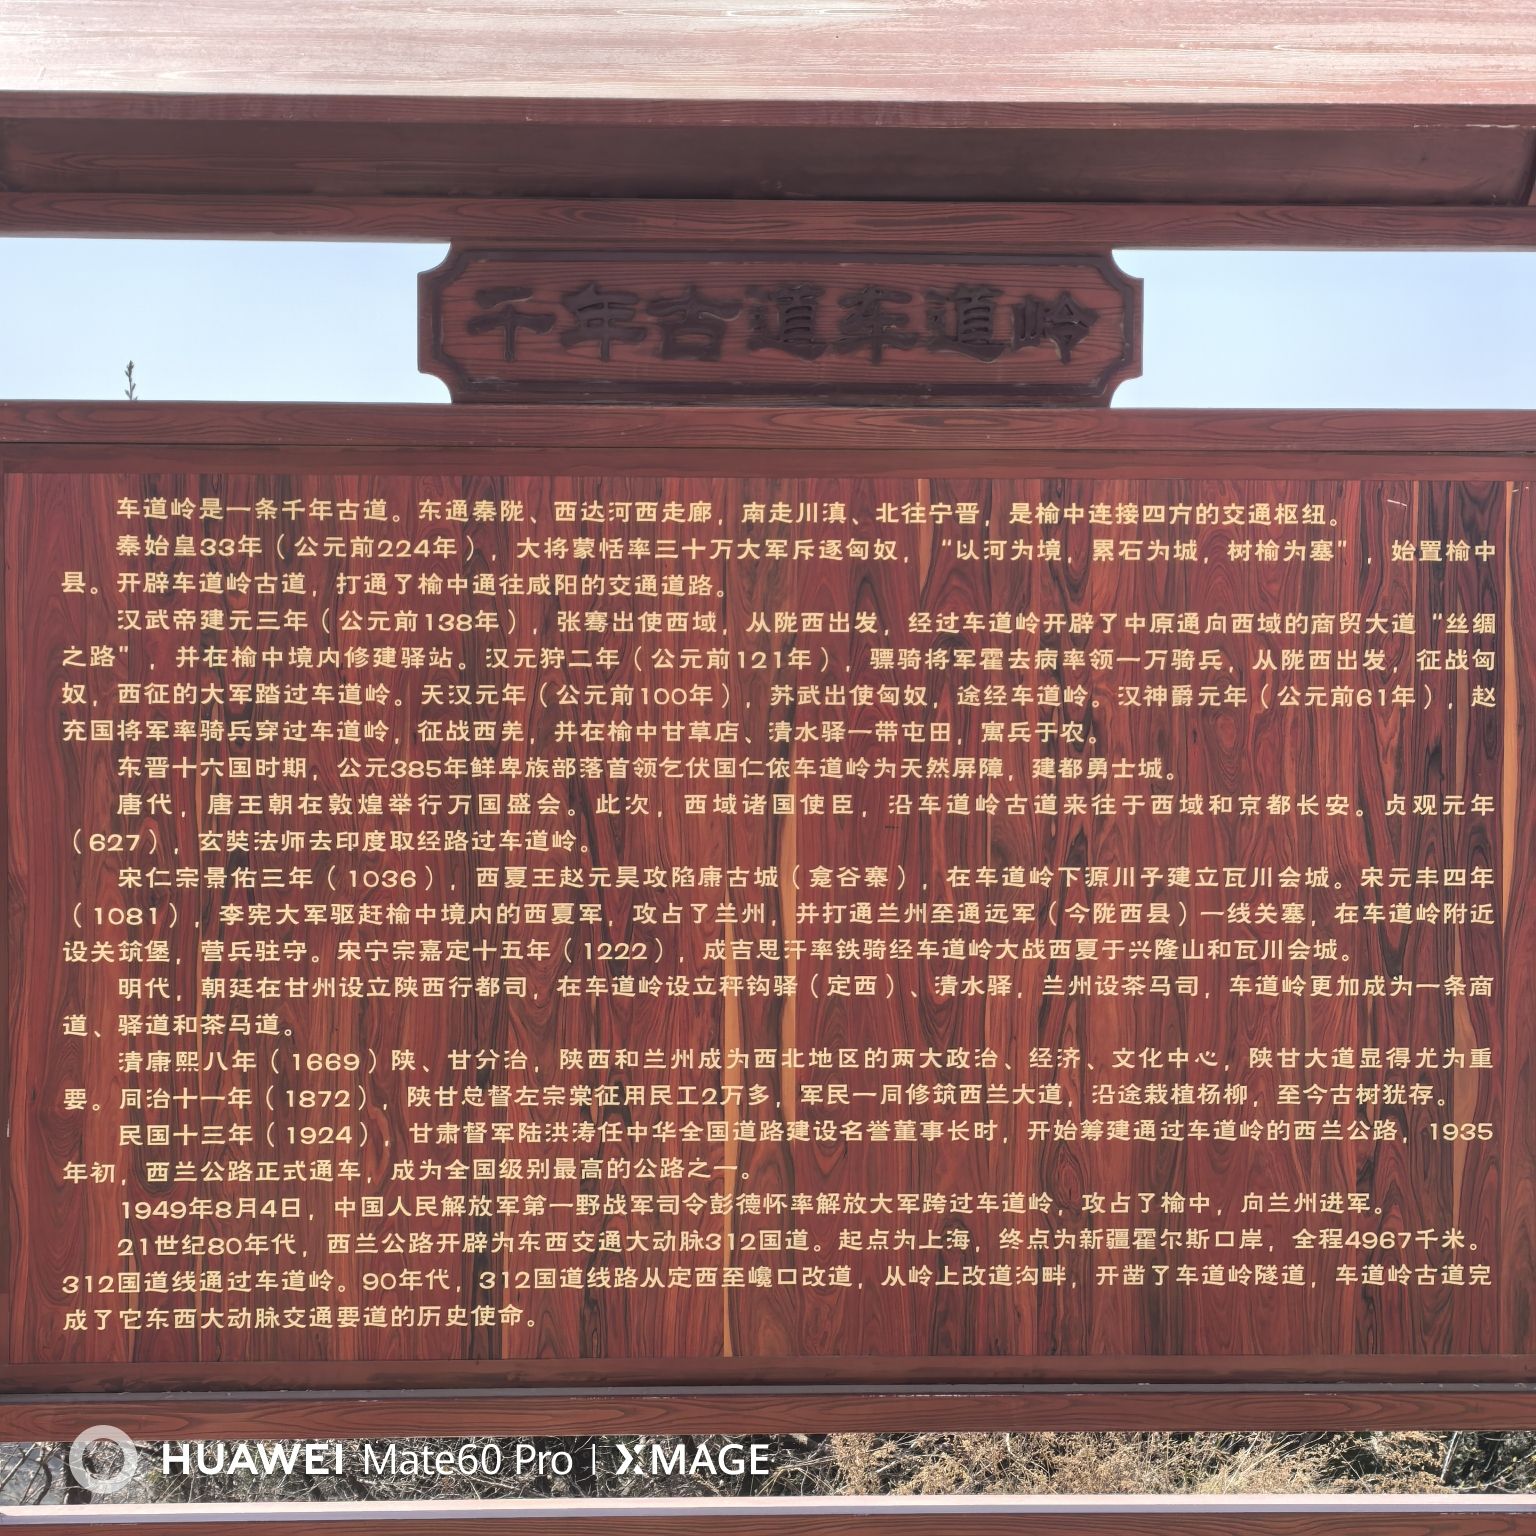 千年古道车道岭
车道岭是一条千年古道。东通秦陇、西达河西走廊，南走川滇、北往宁晋，是榆中连接四方的交通枢纽。
秦始皇33年（公元前224年），大将蒙恬率三十万大军斥逐匈奴，“以河为境，累石为城，树榆为塞”，始置榆中
县。开辟车道岭古道，打通了榆中通往咸阳的交通道路。
汉武帝建元三年（公元前138年），张骞出使西域，从陇西出发，经过车道岭开辟了中原通向西域的商贸大道“丝绸
之路”，并在榆中境内修建驿站。汉元狩二年（公元前121年），骠骑将军霍去病率领一万骑兵，从陇西出发，征战匈
奴，西征的大军踏过车道岭。天汉元年（公元前100年），苏武出使匈奴，途经车道岭。汉神爵元年（公元前61年），赵
充国将军率骑兵穿过车道岭，征战西羌，并在榆中甘草店、清水驿一带屯田，寓兵于农。
东晋十六国时期，公元385年鲜卑族部落首领乞伏国仁依车道岭为天然屏障，建都勇士城。
唐代，唐王朝在敦煌举行万国盛会。此次，西域诸国使臣，沿车道岭古道来往于西域和京都长安。贞观元年
（627），玄奘法师去印度取经路过车道岭。
宋仁宗景佑三年（1036），西夏王赵元昊攻陷康古城（龛谷寨），在车道岭下源川子建立瓦川会城。宋元丰四年
（1081），李宪大军驱赶榆中境内的西夏军，攻占了兰州，并打通兰州至通远军（今陇西县）一线关塞，在车道岭附近
设关筑堡，营兵驻守。宋宁宗嘉定十五年（1222），成吉思汗率铁骑经车道岭大战西夏于兴隆山和瓦川会城。
明代，朝廷在甘州设立陕西行都司，在车道岭设立秤钩驿（定西）、清水驿，兰州设茶马司，车道岭更加成为一条商
道、驿道和茶马道。
清康熙八年（1669）陕、甘分治，陕西和兰州成为西北地区的两大政治、经济、文化中心，陕甘大道显得尤为重
要。同治十一年（1872），陕甘总督左宗棠征用民工2万多，军民一同修筑西兰大道，沿途栽植杨柳，至今古树犹存。
民国十三年（1924），甘肃督军陆洪涛任中华全国道路建设名誉董事长时，开始筹建通过车道岭的西兰公路，1935
年初，西兰公路正式通车，成为全国级别最高的公路之一。
1949年8月4日，中国人民解放军第一野战军司令彭德怀率解放大军跨过车道岭，攻占了榆中，向兰州进军。
21世纪80年代，西兰公路开辟为东西交通大动脉312国道。起点为上海，终点为新疆霍尔斯口岸，全程4967千米。
312国道线通过车道岭。90年代，312国道线路从定西至巉口改道，从岭上改道沟畔，开凿了车道岭隧道，车道岭古道完
成了它东西大动脉交通要道的历史使命。
HUAWEI Mate60 Pro | XMAGE